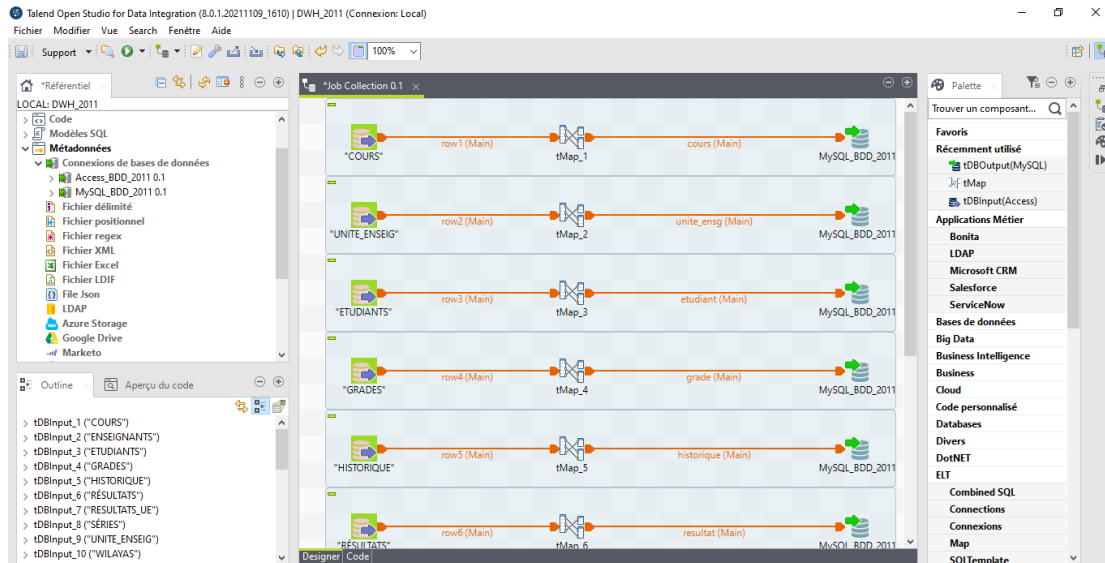 Talend Open Studio for Data Integration (8.0.1.20211109_1610) | DWH_2011 (Connexion: Local)
Fichier Modifier Vue Search Fenêtre Aide
Support 100%
*Référentiel
LOCAL: DWH_2011
Code
Modèles SQL
Métadonnées
Connexions de bases de données
Access_BDD_2011 0.1
MySQL_BDD_2011 0.1
Fichier délimité
Fichier positionnel
Fichier regex
Fichier XML
Fichier Excel
Fichier LDIF
File Json
LDAP
Azure Storage
Google Drive
Marketo
Outline Aperçu du code
tDBInput_1 ("COURS")
tDBInput_2 ("ENSEIGNANTS")
tDBInput_3 ("ETUDIANTS")
tDBInput_4 ("GRADES")
tDBInput_5 ("HISTORIQUE")
tDBInput_6 ("RÉSULTATS")
tDBInput_7 ("RESULTATS_UE")
tDBInput_8 ("SÉRIES")
tDBInput_9 ("UNITE_ENSEIG")
tDBInput_10 ("WILAYAS")
*Job Collection 0.1
row1 (Main) cours (Main)
"COURS" tMap_1 MySQL_BDD_2011
row2 (Main) unite_ensg (Main)
"UNITE_ENSEIG" tMap_2 MySQL_BDD_2011
row3 (Main) etudiant (Main)
"ETUDIANTS" tMap_3 MySQL_BDD_2011
row4 (Main) grade (Main)
"GRADES" tMap_4 MySQL_BDD_2011
row5 (Main) historique (Main)
"HISTORIQUE" tMap_5 MySQL_BDD_2011
row6 (Main) resultat (Main)
"RÉSULTATS" tMap_6 MySQL_BDD_2011
Designer Code
Palette
Trouver un composant...
Favoris
Récemment utilisé
tDBOutput(MySQL)
tMap
tDBInput(Access)
Applications Métier
Bonita
LDAP
Microsoft CRM
Salesforce
ServiceNow
Bases de données
Big Data
Business Intelligence
Business
Cloud
Code personnalisé
Databases
Divers
DotNET
ELT
Combined SQL
Connections
Connexions
Map
SQLTemplate